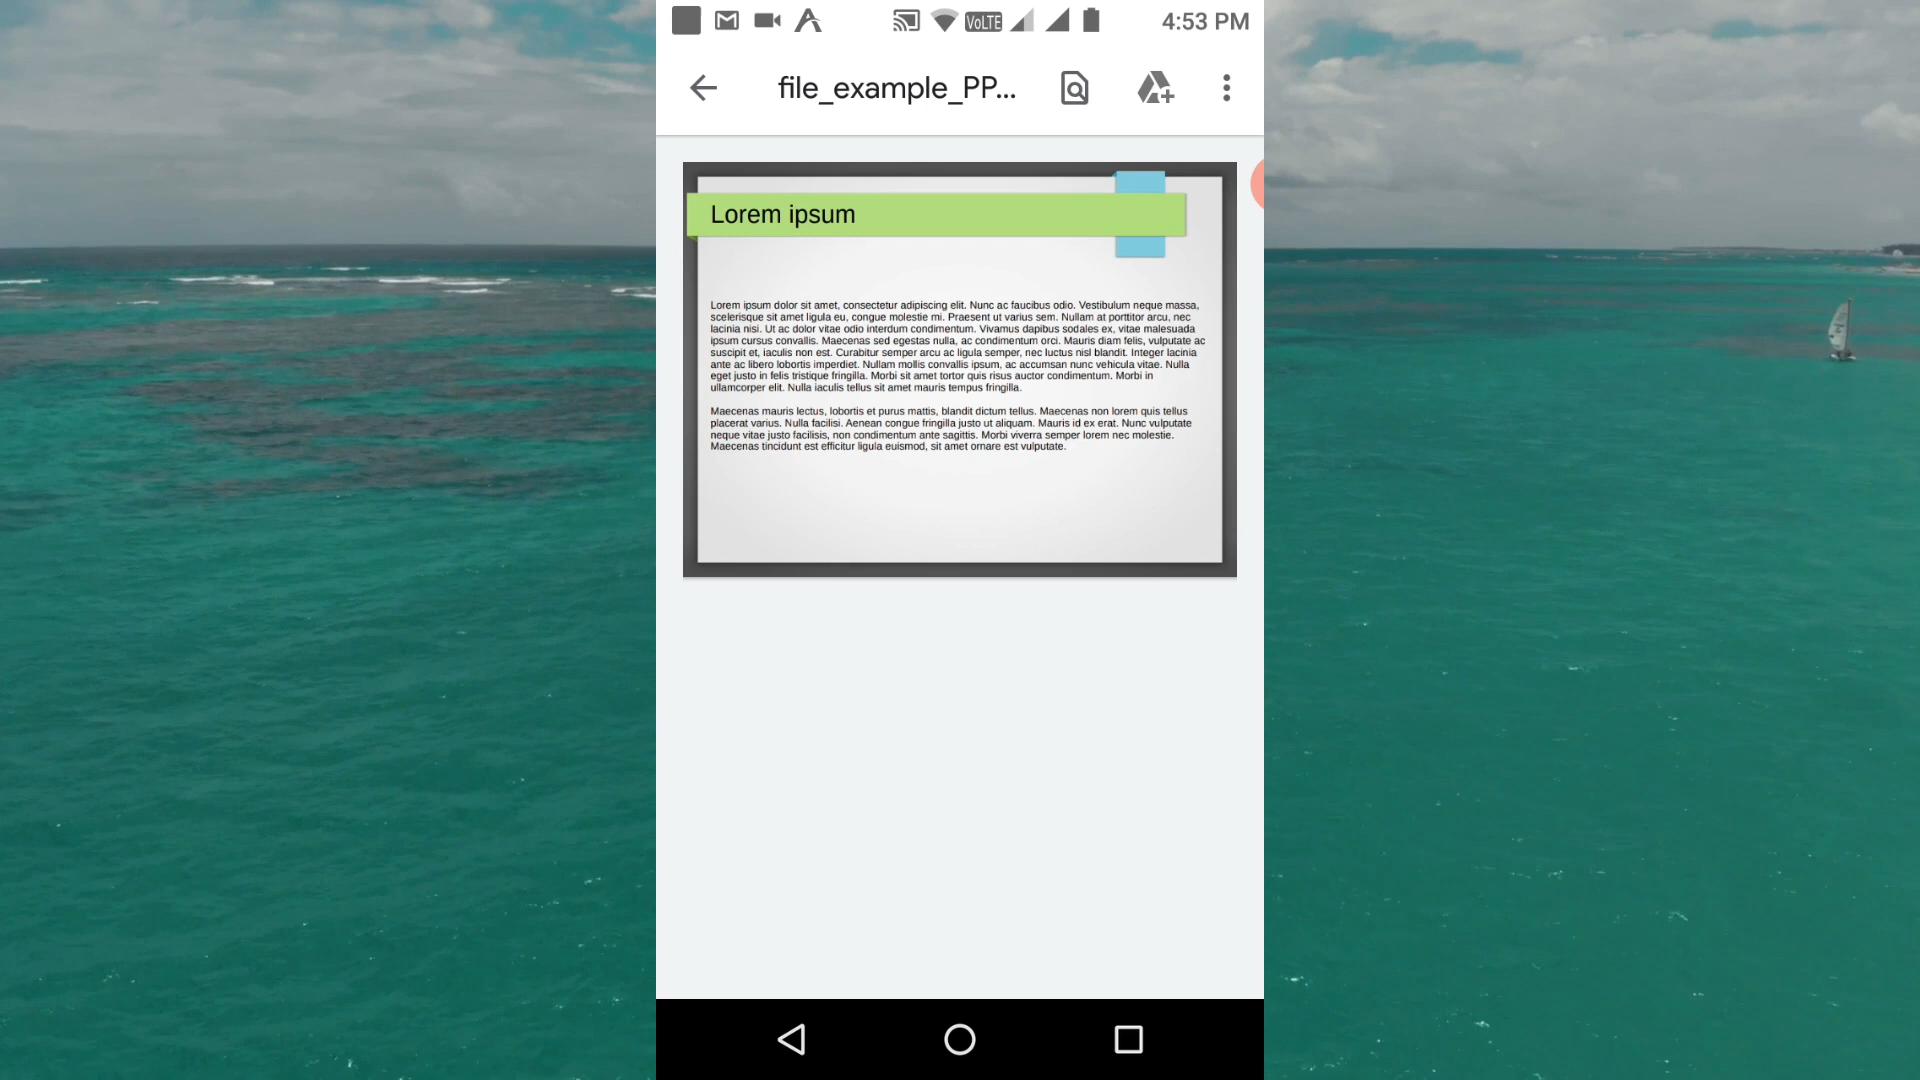 VoLTE 4:53 PM
file_example_PP...
Lorem ipsum
Lorem ipsum dolor sit amet, consectetur adipiscing elit. Nunc ac faucibus odio. Vestibulum neque massa,
scelerisque sit amet ligula eu, congue molestie mi. Praesent ut varius sem. Nullam at porttitor arcu, nec
lacinia nisi. Ut ac dolor vitae odio interdum condimentum. Vivamus dapibus sodales ex, vitae malesuada
ipsum cursus convallis. Maecenas sed egestas nulla, ac condimentum orci. Mauris diam felis, vulputate ac
suscipit et, iaculis non est. Curabitur semper arcu ac ligula semper, nec luctus nisl blandit. Integer lacinia
ante ac libero lobortis imperdiet. Nullam mollis convallis ipsum, ac accumsan nunc vehicula vitae. Nulla
eget justo in felis tristique fringilla. Morbi sit amet tortor quis risus auctor condimentum. Morbi in
ullamcorper elit. Nulla iaculis tellus sit amet mauris tempus fringilla.
Maecenas mauris lectus, lobortis et purus mattis, blandit dictum tellus. Maecenas non lorem quis tellus
placerat varius. Nulla facilisi. Aenean congue fringilla justo ut aliquam. Mauris id ex erat. Nunc vulputate
neque vitae justo facilisis, non condimentum ante sagittis. Morbi viverra semper lorem nec molestie.
Maecenas tincidunt est efficitur ligula euismod, sit amet ornare est vulputate.